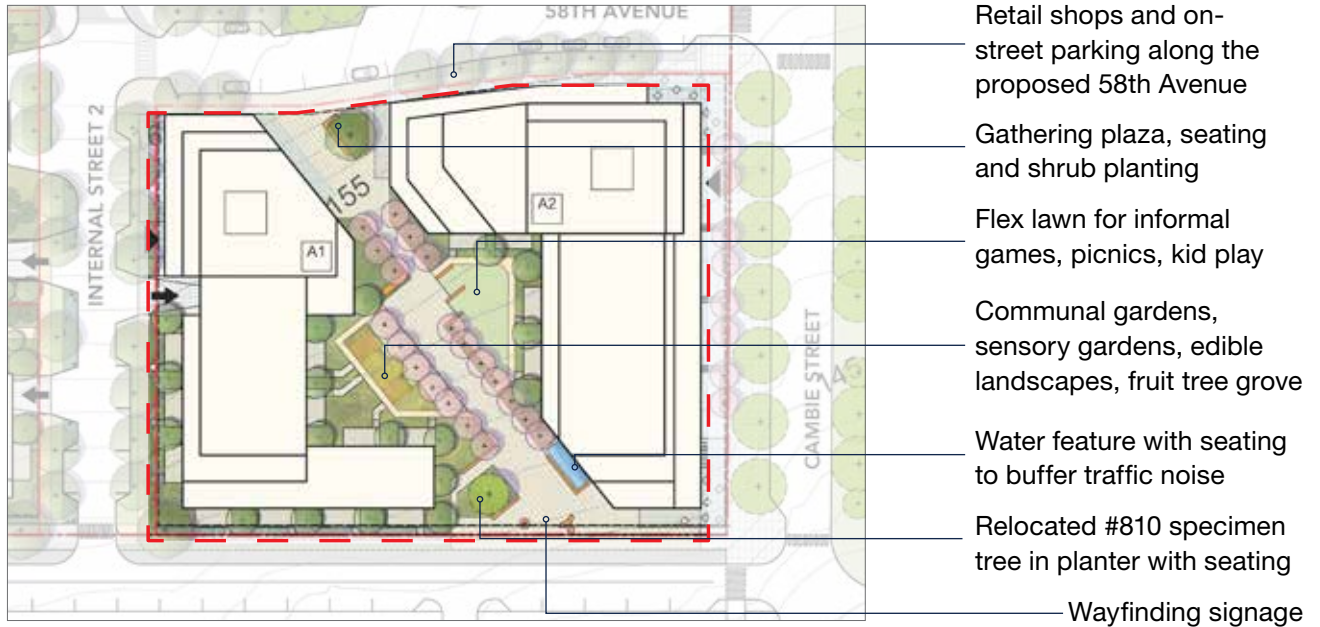 58TH AVENUE
INTERNAL STREET 2
155
A1
A2
CAMBIE STREET
Retail shops and on-
street parking along the
proposed 58th Avenue
Gathering plaza, seating
and shrub planting
Flex lawn for informal
games, picnics, kid play
Communal gardens,
sensory gardens, edible
landscapes, fruit tree grove
Water feature with seating
to buffer traffic noise
Relocated #810 specimen
tree in planter with seating
Wayfinding signage